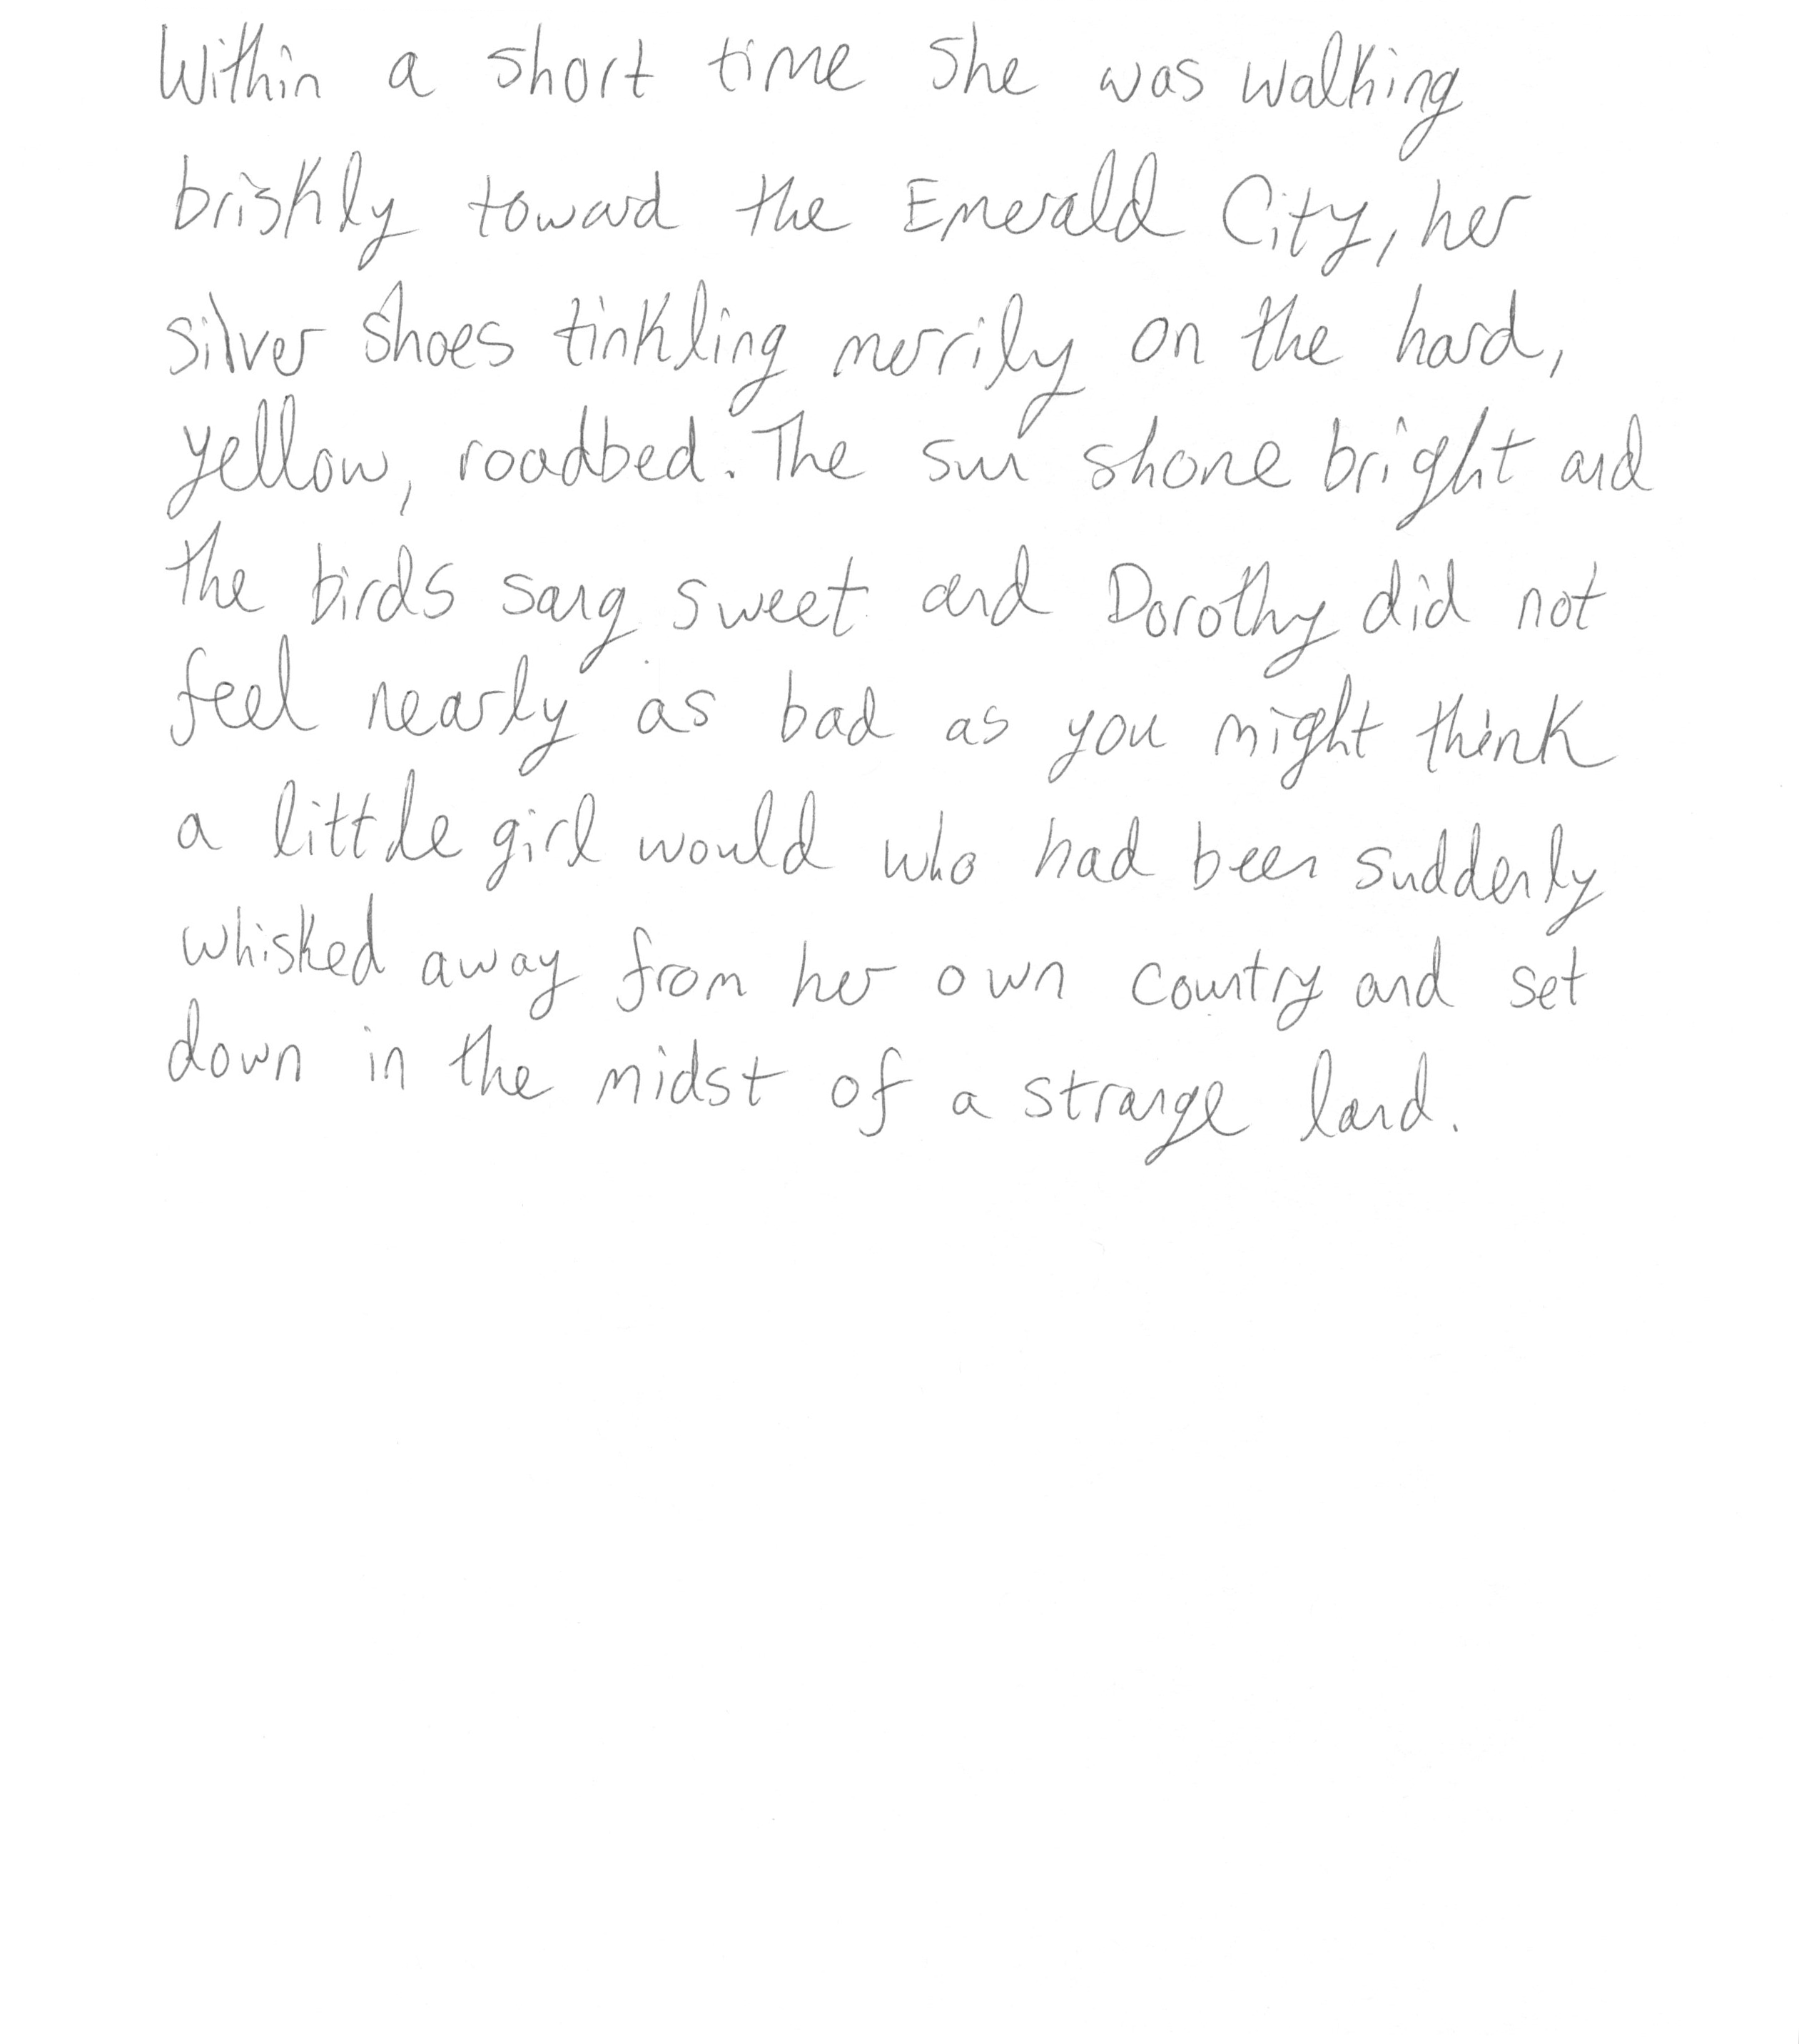 Within a short time she was walking
briskly toward the Emerald City, her
silver shoes tinkling merrily on the hard,
yellow, roadbed. The sun shone bright and
the birds sang sweet and Dorothy did not
feel nearly as bad as you might think
a little girl would who had been suddenly
whisked away from her own country and set
down in the midst of a strange land.